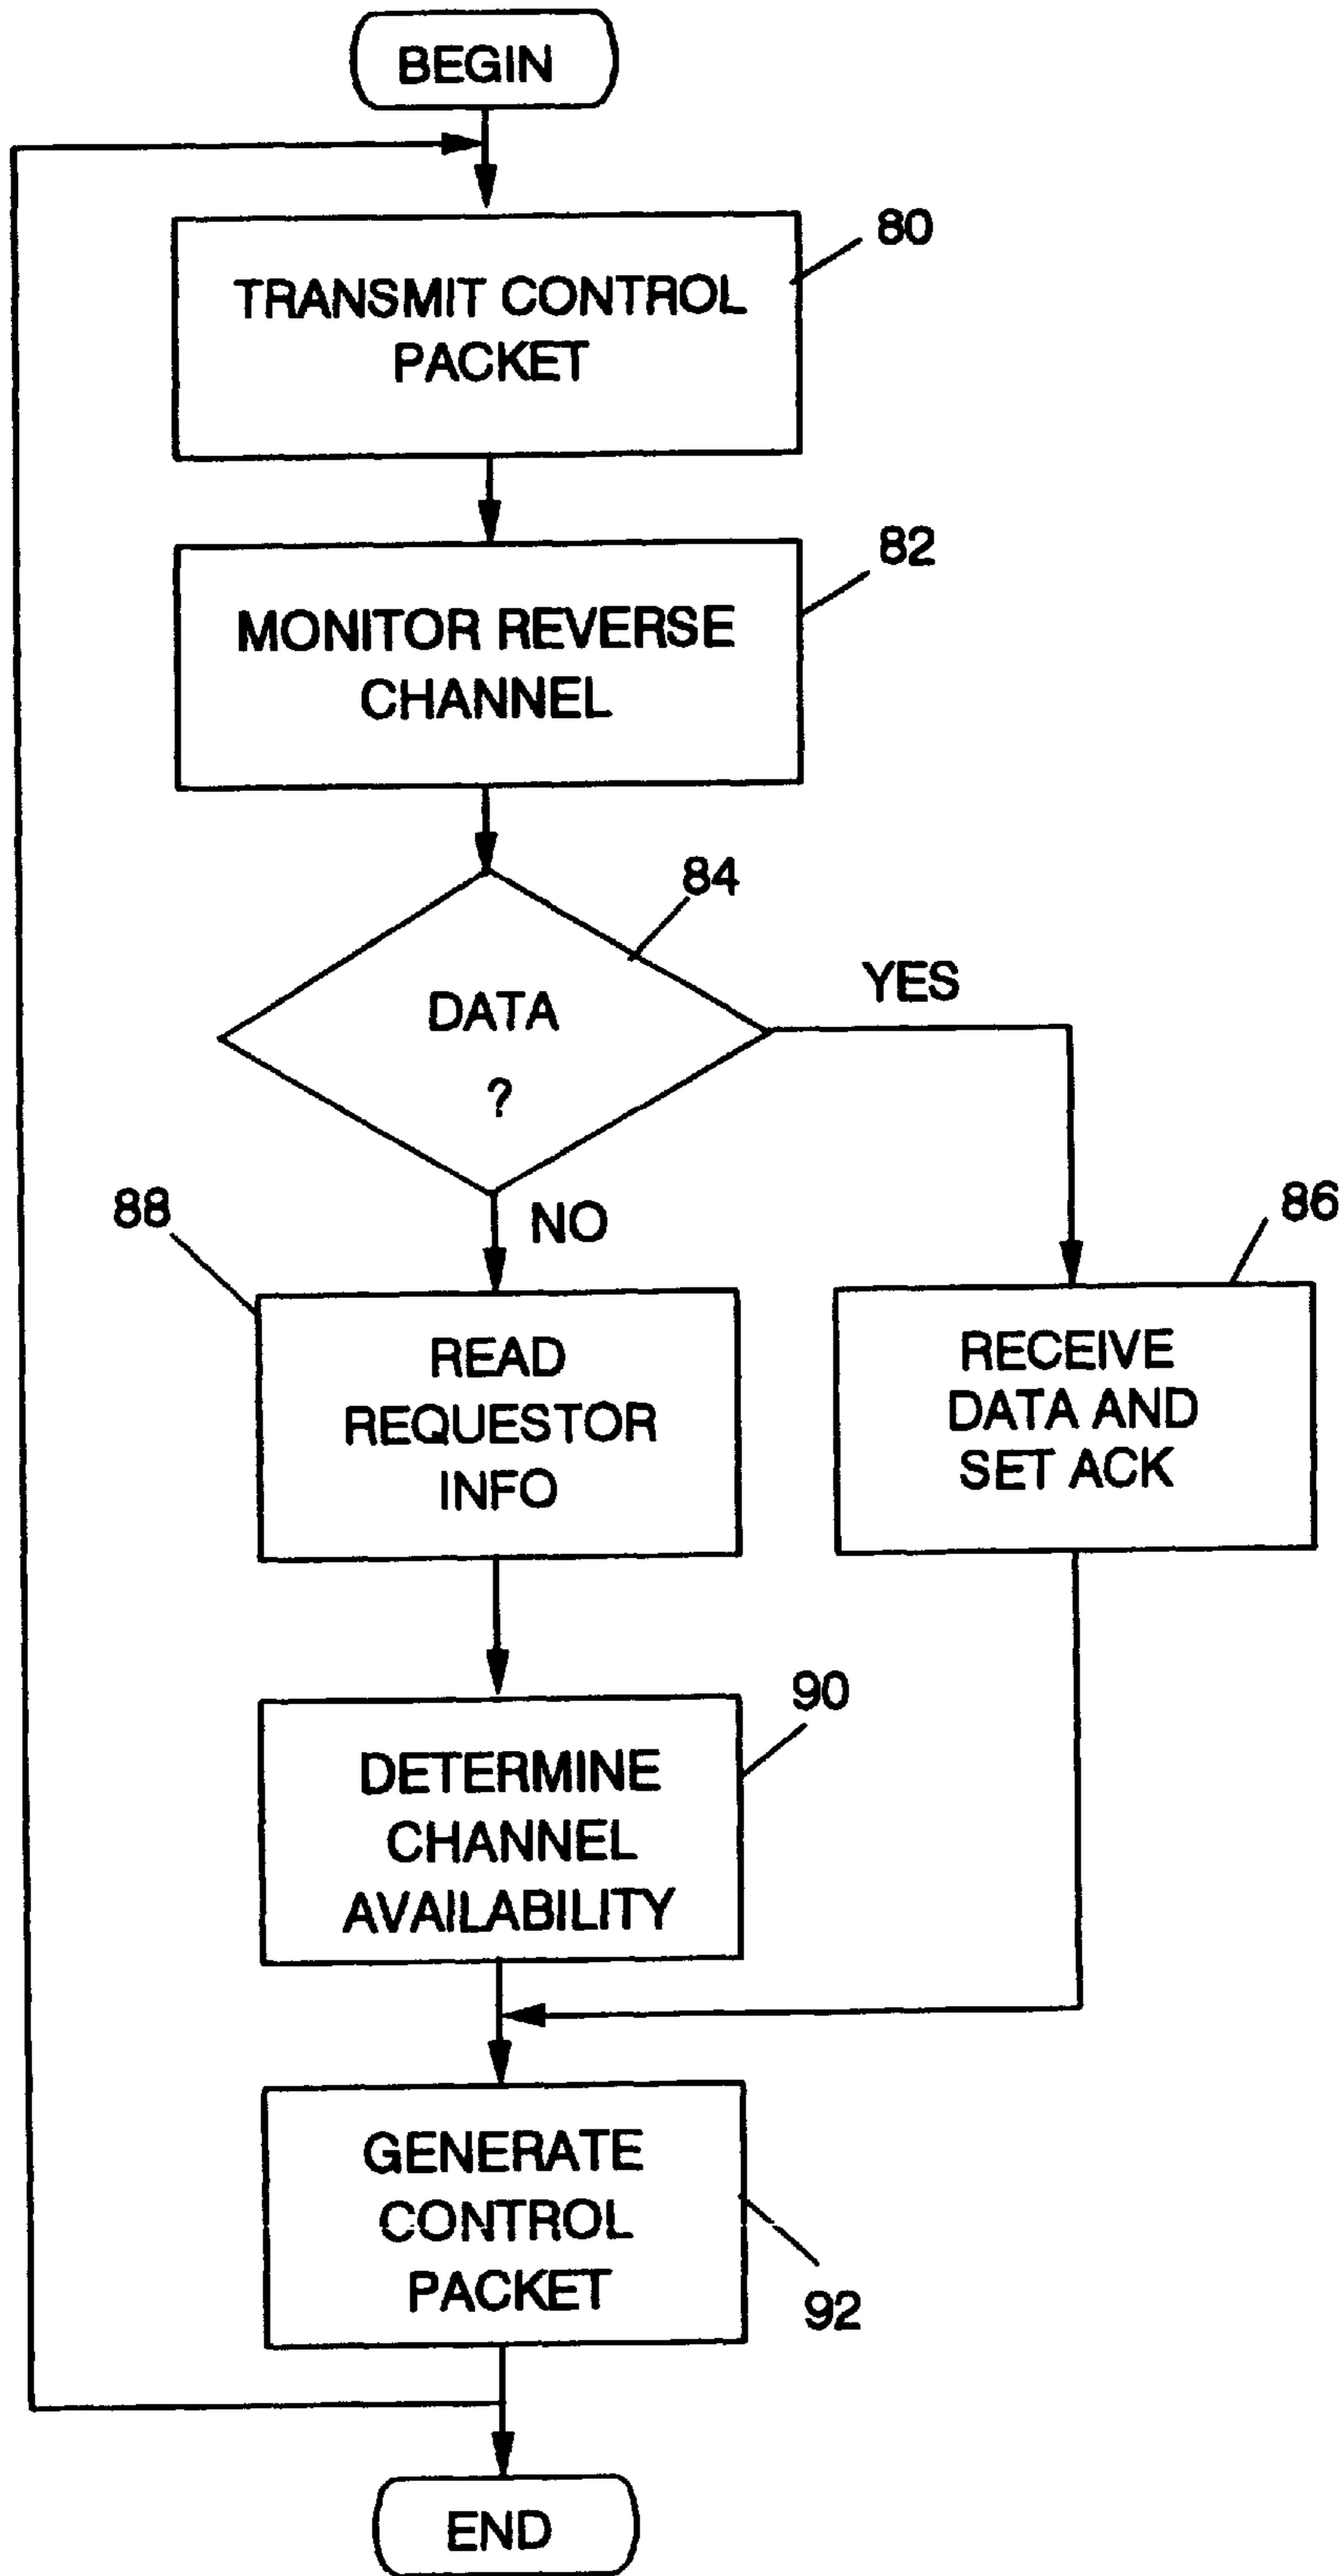 BEGIN
80
TRANSMIT CONTROL
PACKET
82
MONITOR REVERSE
CHANNEL
84
DATA
?
YES
NO
88
86
READ
REQUESTOR
INFO
RECEIVE
DATA AND
SET ACK
90
DETERMINE
CHANNEL
AVAILABILITY
GENERATE
CONTROL
PACKET
92
END